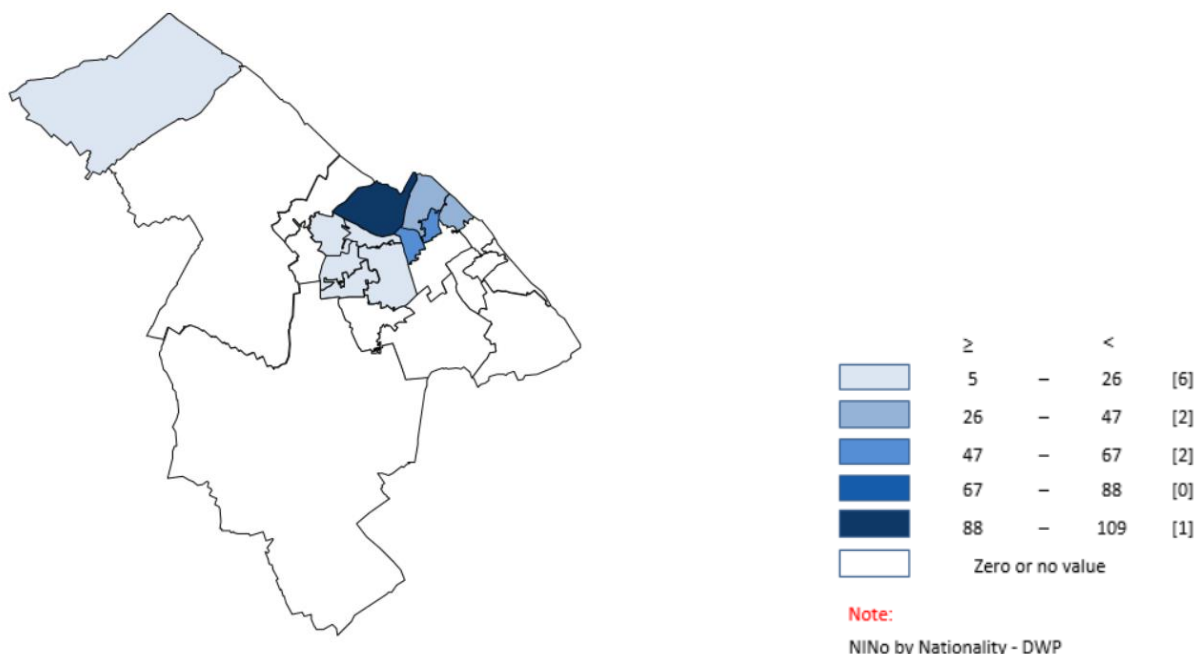 ≥ <
5 – 26 [6]
26 – 47 [2]
47 – 67 [2]
67 – 88 [0]
88 – 109 [1]
Zero or no value
Note:
NINo by Nationality - DWP